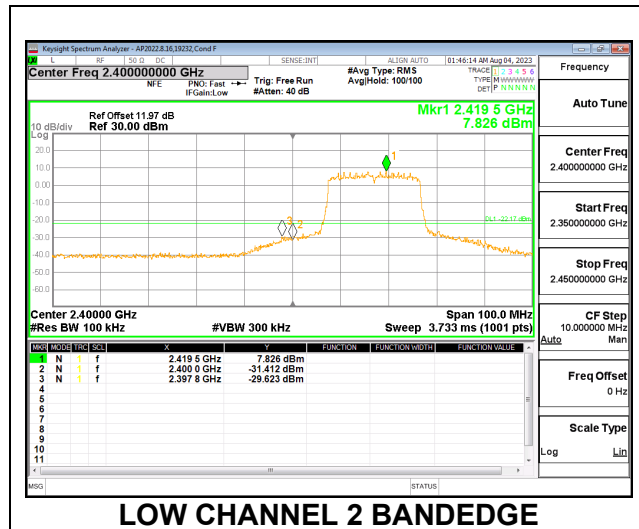 Keysight Spectrum Analyzer - AP2022.8.16,19232,Cond F
L RF 50 Ω DC SENSE:INT ALIGN AUTO 01:46:14 AM Aug 04, 2023
Center Freq 2.400000000 GHz
NFE PNO: Fast IFGain:Low
Trig: Free Run
#Atten: 40 dB
#Avg Type: RMS
Avg|Hold: 100/100
TRACE 1 2 3 4 5 6
TYPE M WWWWW
DET P N N N N N
Frequency
Auto Tune
Center Freq
2.400000000 GHz
Start Freq
2.350000000 GHz
Stop Freq
2.450000000 GHz
CF Step
10.000000 MHz
Auto Man
Freq Offset
0 Hz
Scale Type
Log Lin
Ref Offset 11.97 dB
10 dB/div Ref 30.00 dBm
Log
Mkr1 2.419 5 GHz
7.826 dBm
20.0
10.0
0.00
-10.0
-20.0
-30.0
-40.0
-50.0
-60.0
1
3 2
DL1 -22.17 dBm
Center 2.40000 GHz Span 100.0 MHz
#Res BW 100 kHz #VBW 300 kHz Sweep 3.733 ms (1001 pts)
MKR MODE TRC SCL X Y FUNCTION FUNCTION WIDTH FUNCTION VALUE
1 N 1 f 2.419 5 GHz 7.826 dBm
2 N 1 f 2.400 0 GHz -31.412 dBm
3 N 1 f 2.397 8 GHz -29.623 dBm
4
5
6
7
8
9
10
11
MSG STATUS
LOW CHANNEL 2 BANDEDGE